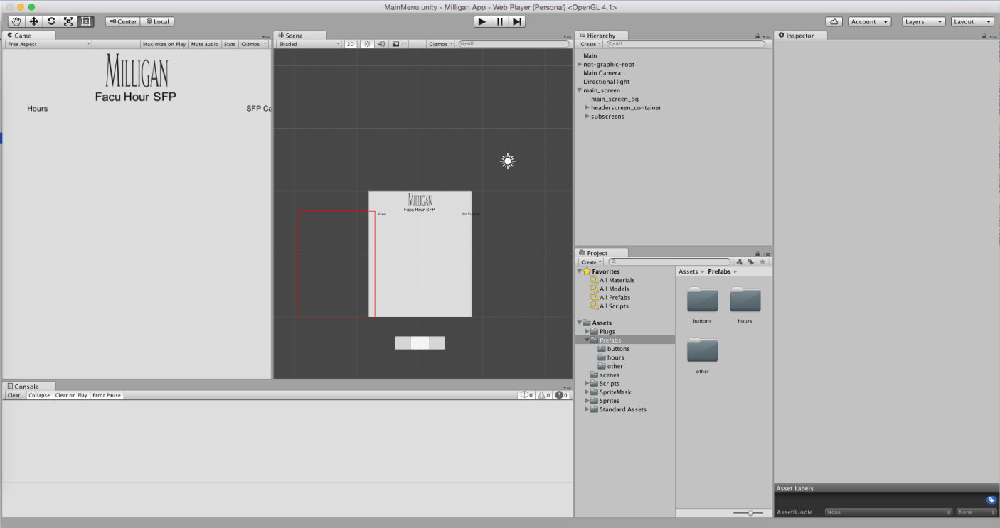 MainMenu.unity - Milligan App - Web Player (Personal) <OpenGL 4.1>
Center Local
Account Layers Layout
Game
Free Aspect Maximize on Play Mute audio Stats Gizmos
MILLIGAN
Facu Hour SFP
Hours SFP Ca
Scene
Shaded 2D Gizmos All
MILLIGAN
Facu Hour SFP
Hierarchy
Create All
Main
not-graphic-root
Main Camera
Directional light
main_screen
main_screen_bg
headerscreen_container
subscreens
Inspector
Project
Create
Favorites
All Materials
All Models
All Prefabs
All Scripts
Assets
Plugs
Prefabs
buttons
hours
other
scenes
Scripts
SpriteMask
Sprites
Standard Assets
Assets Prefabs
buttons hours
other
Console
Clear Collapse Clear on Play Error Pause 0 0 0
Asset Labels
AssetBundle None None